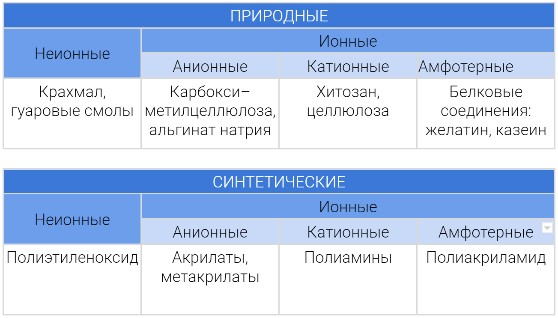 ПРИРОДНЫЕ
Неионные
Ионные
Анионные Катионные Амфотерные
Крахмал,
гуаровые смолы
Карбокси–
метилцеллюлоза,
альгинат натрия
Хитозан,
целлюлоза
Белковые
соединения:
желатин, казеин
СИНТЕТИЧЕСКИЕ
Неионные
Ионные
Анионные Катионные Амфотерные
Полиэтиленоксид
Акрилаты,
метакрилаты
Полиамины
Полиакриламид